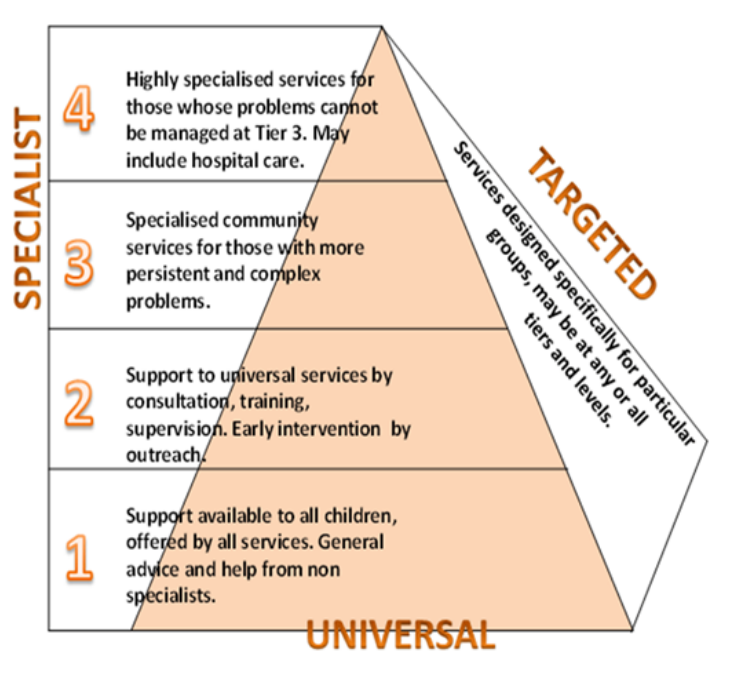 SPECIALIST
4
Highly specialised services for
those whose problems cannot
be managed at Tier 3. May
include hospital care.
3
Specialised community
services for those with more
persistent and complex
problems.
2
Support to universal services by
consultation, training,
supervision. Early intervention by
outreach.
1
Support available to all children,
offered by all services. General
advice and help from non
specialists.
UNIVERSAL
TARGETED
Services designed specifically for particular
groups, may be at any or all
tiers and levels.